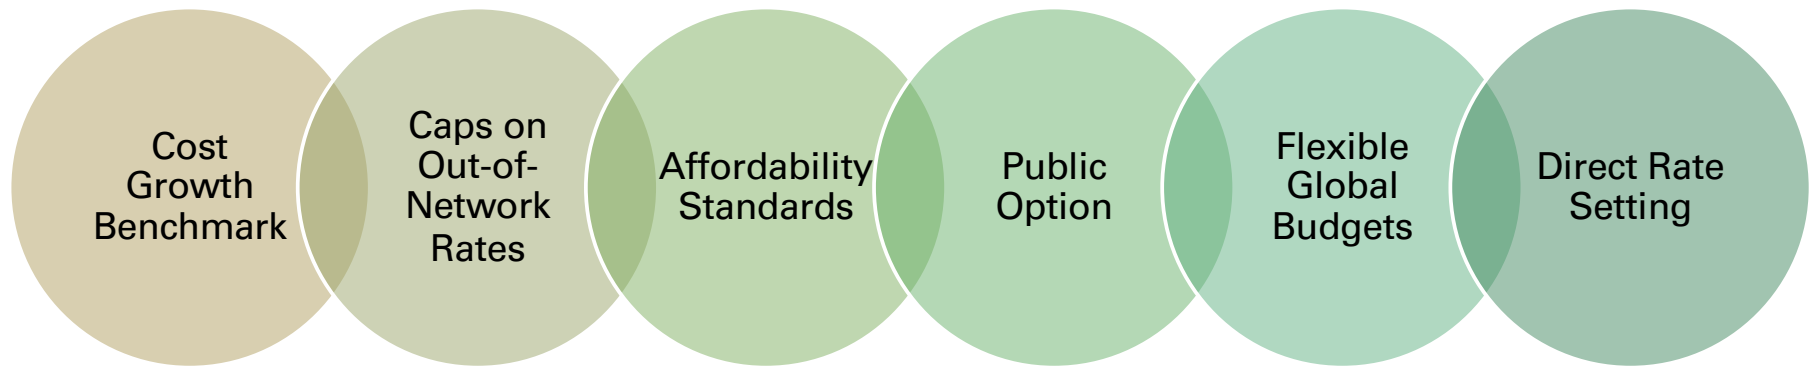 Cost
Growth
Benchmark
Caps on
Out-of-
Network
Rates
Affordability
Standards
Public
Option
Flexible
Global
Budgets
Direct Rate
Setting